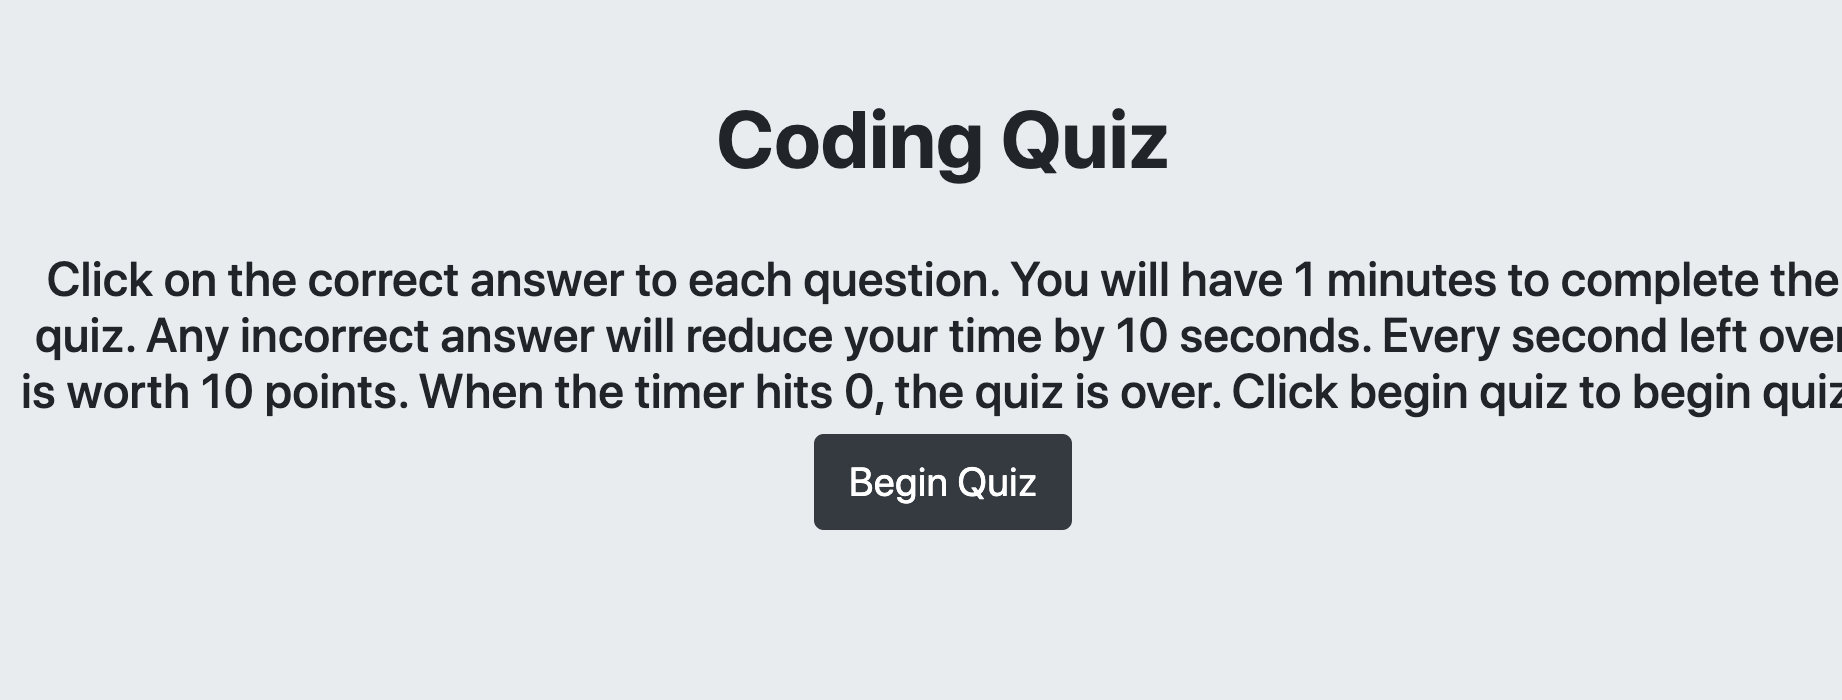 Coding Quiz
Click on the correct answer to each question. You will have 1 minutes to complete the
quiz. Any incorrect answer will reduce your time by 10 seconds. Every second left over
is worth 10 points. When the timer hits 0, the quiz is over. Click begin quiz to begin quiz
Begin Quiz